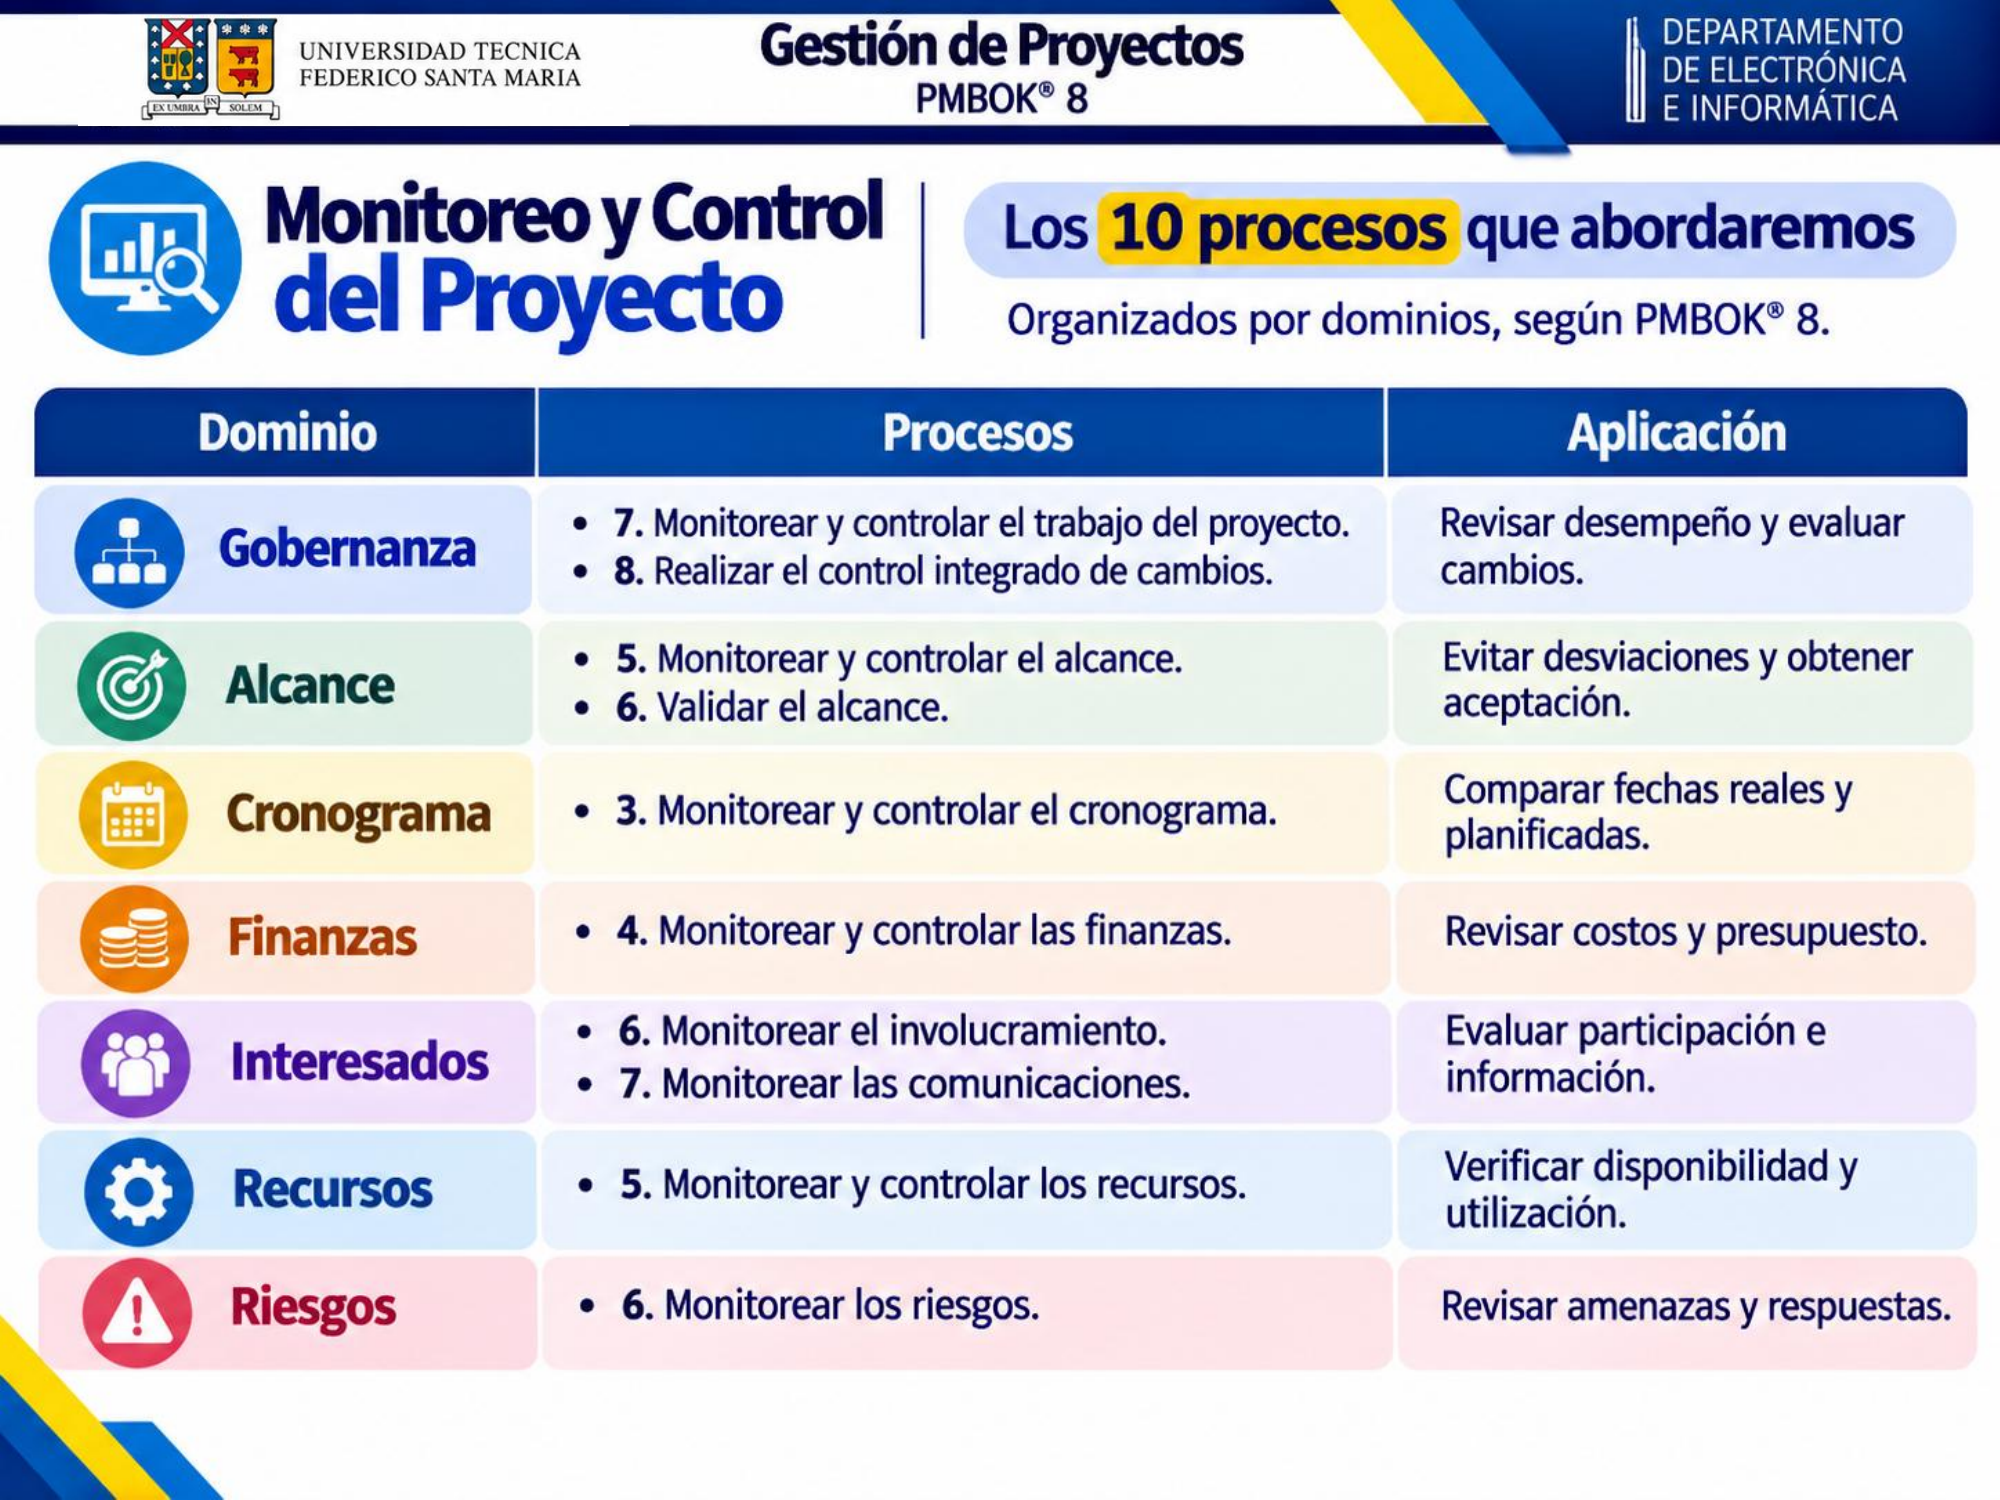 EX UMBRA IN SOLEM
UNIVERSIDAD TECNICA
FEDERICO SANTA MARIA
Gestión de Proyectos
PMBOK® 8
DEPARTAMENTO
DE ELECTRÓNICA
E INFORMÁTICA
Monitoreo y Control
del Proyecto
Los 10 procesos que abordaremos
Organizados por dominios, según PMBOK® 8.
Dominio
Procesos
Aplicación
Gobernanza
• 7. Monitorear y controlar el trabajo del proyecto.
• 8. Realizar el control integrado de cambios.
Revisar desempeño y evaluar
cambios.
Alcance
• 5. Monitorear y controlar el alcance.
• 6. Validar el alcance.
Evitar desviaciones y obtener
aceptación.
Cronograma
• 3. Monitorear y controlar el cronograma.
Comparar fechas reales y
planificadas.
Finanzas
• 4. Monitorear y controlar las finanzas.
Revisar costos y presupuesto.
Interesados
• 6. Monitorear el involucramiento.
• 7. Monitorear las comunicaciones.
Evaluar participación e
información.
Recursos
• 5. Monitorear y controlar los recursos.
Verificar disponibilidad y
utilización.
Riesgos
• 6. Monitorear los riesgos.
Revisar amenazas y respuestas.